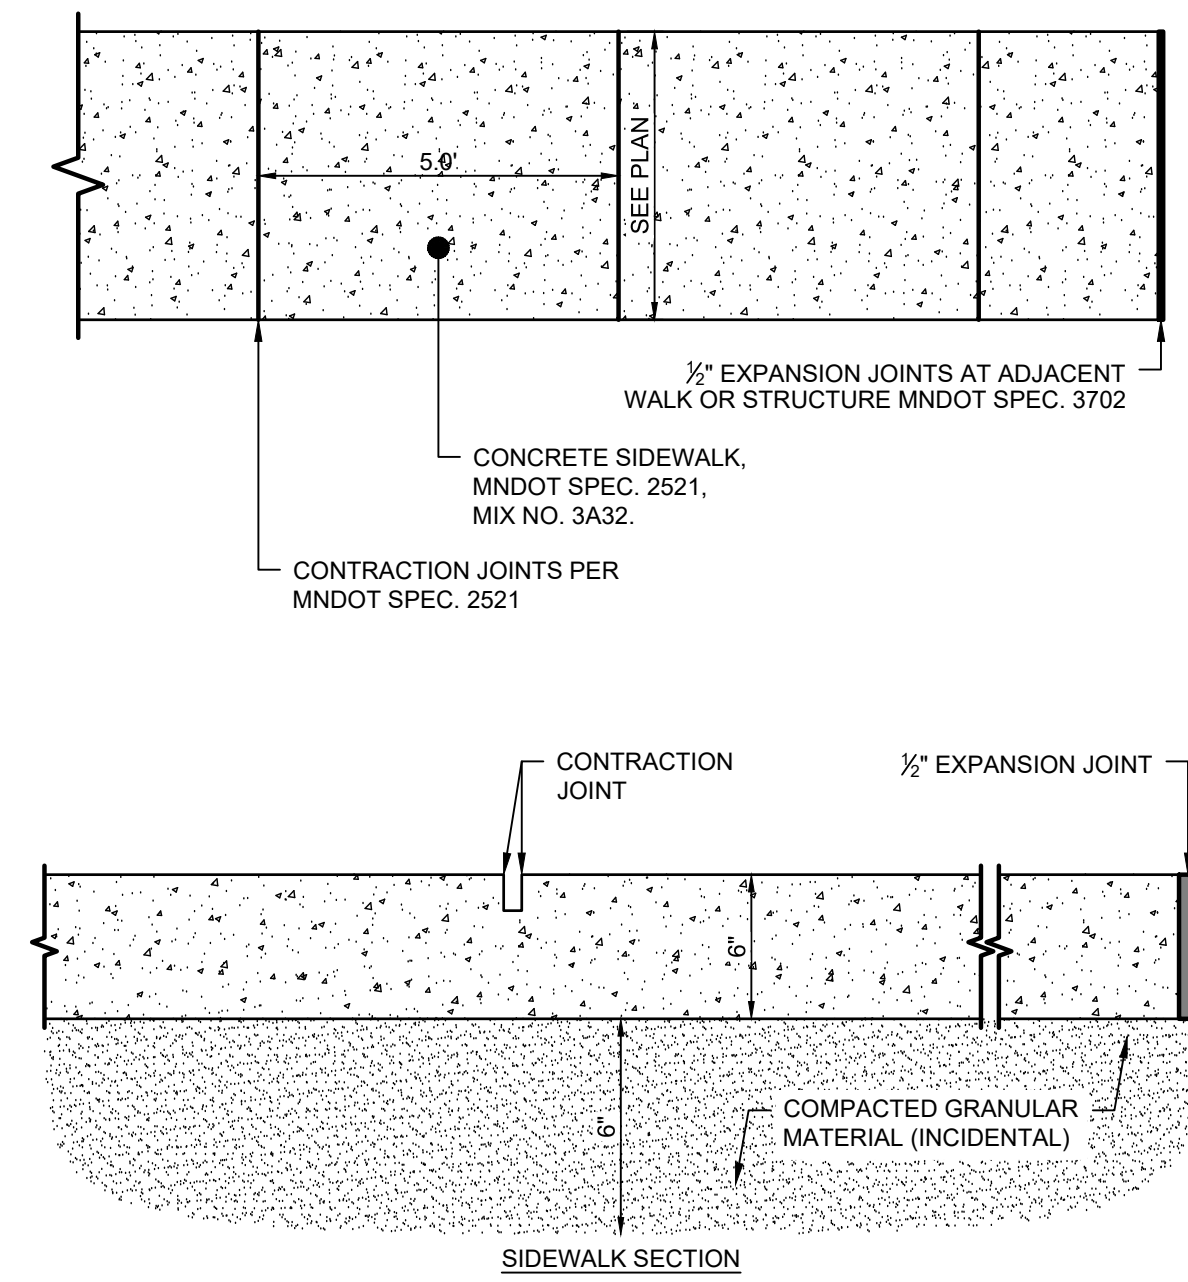 5.0'
SEE PLAN
½" EXPANSION JOINTS AT ADJACENT
WALK OR STRUCTURE MNDOT SPEC. 3702
CONCRETE SIDEWALK,
MNDOT SPEC. 2521,
MIX NO. 3A32.
CONTRACTION JOINTS PER
MNDOT SPEC. 2521
CONTRACTION
JOINT
½" EXPANSION JOINT
6"
6"
COMPACTED GRANULAR
MATERIAL (INCIDENTAL)
SIDEWALK SECTION